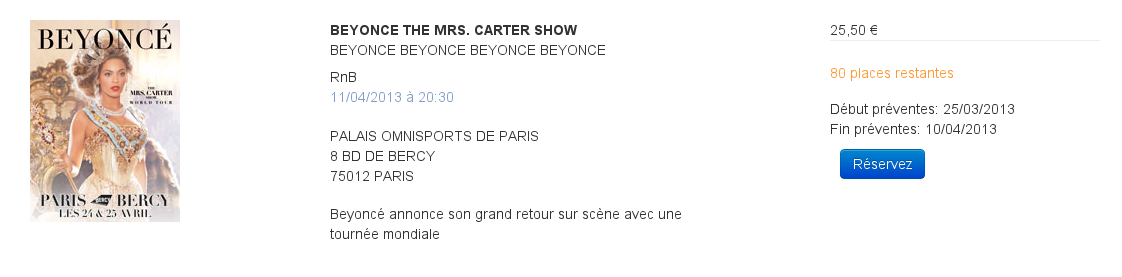 BEYONCÉ
THE
MRS. CARTER
SHOW
WORLD TOUR
PARIS BERCY BERCY
LES 24 & 25 AVRIL
BEYONCE THE MRS. CARTER SHOW
BEYONCE BEYONCE BEYONCE BEYONCE
RnB
11/04/2013 à 20:30
PALAIS OMNISPORTS DE PARIS
8 BD DE BERCY
75012 PARIS
Beyoncé annonce son grand retour sur scène avec une
tournée mondiale
25,50 €
80 places restantes
Début préventes: 25/03/2013
Fin préventes: 10/04/2013
Réservez